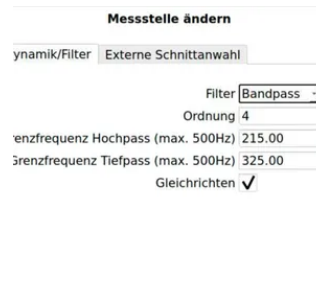 Messstelle ändern
ynamik/Filter Externe Schnittanwahl
Filter Bandpass
Ordnung 4
renzfrequenz Hochpass (max. 500Hz) 215.00
Grenzfrequenz Tiefpass (max. 500Hz) 325.00
Gleichrichten